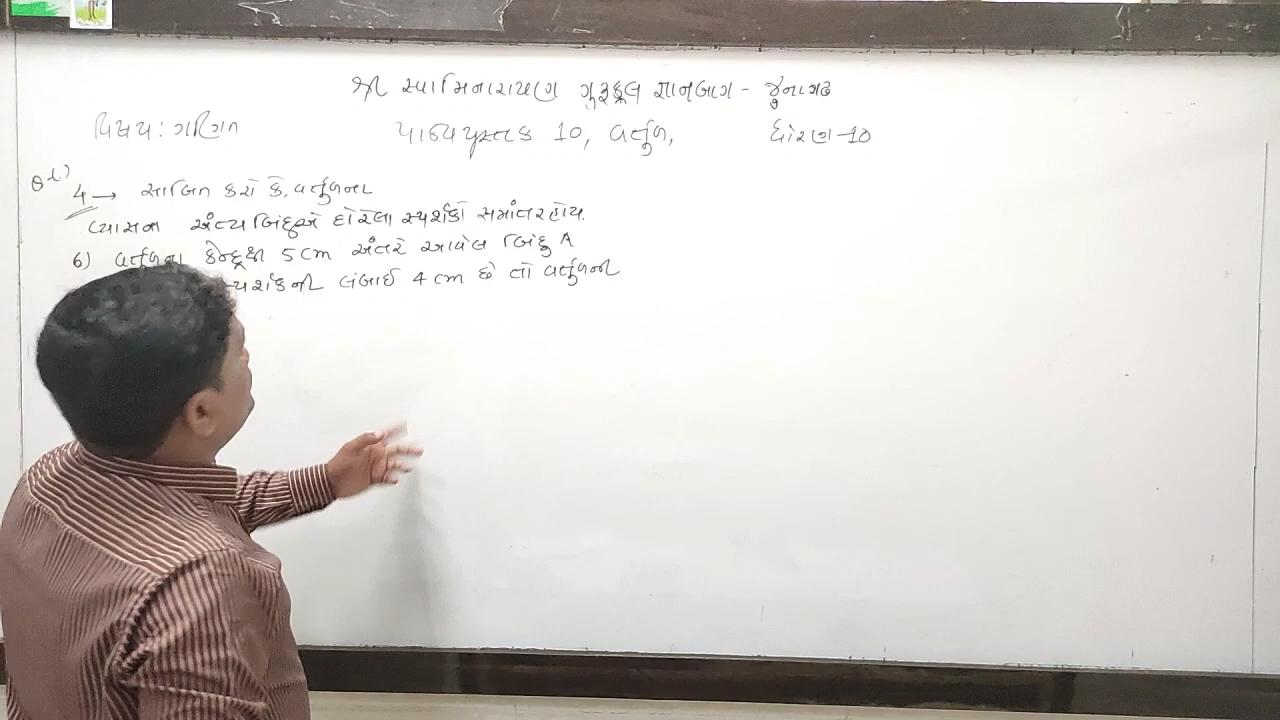 શ્રી સ્વામિનારાયણ ગુરુકુલ જ્ઞાનબાગ - જુનાગઢ
વિષય: ગણિત પાઠ્યપુસ્તક 10, વર્તુળ, ધોરણ-10
4 → સાબિત કરો કે, વર્તુળના
વ્યાસના અંત્યબિંદુએ દોરેલા સ્પર્શકો સમાંતર હોય.
6) વર્તુળના કેન્દ્રથી 5 cm અંતરે આવેલ બિંદુ A
સ્પર્શકની લંબાઈ 4 cm છે તો વર્તુળની